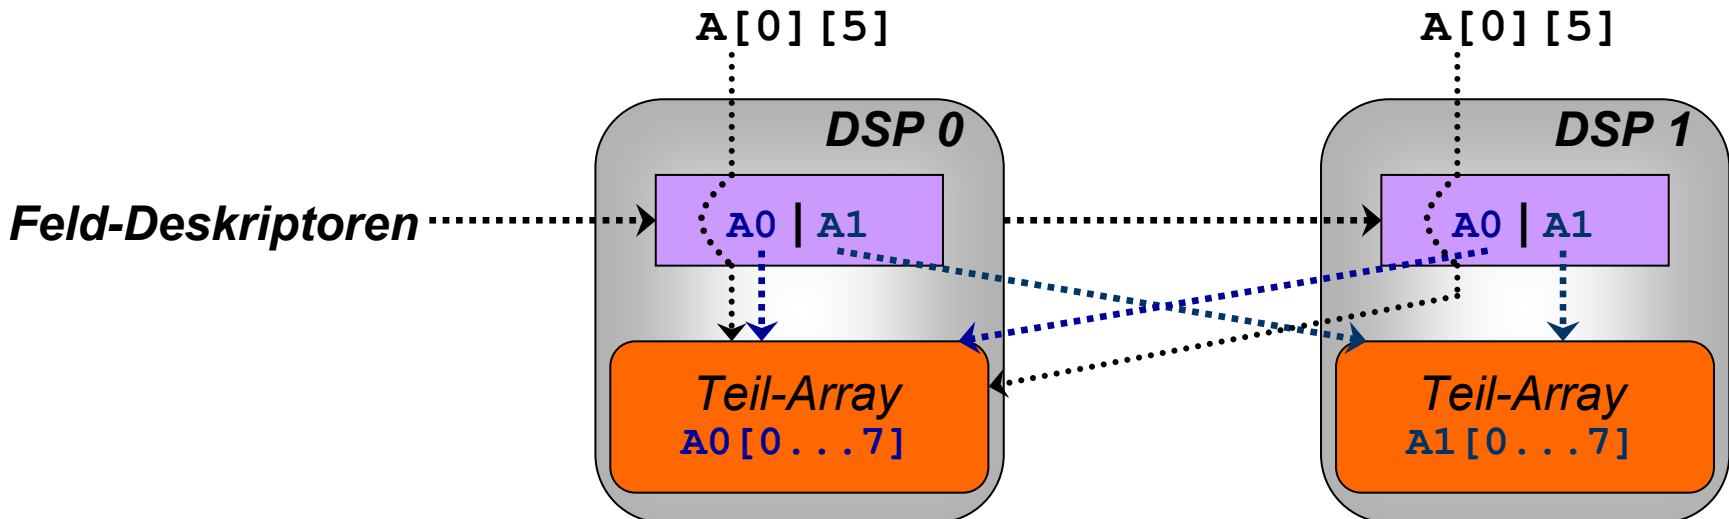 A[0][5]
A[0][5]
DSP 0
DSP 1
Feld-Deskriptoren
A0 | A1
A0 | A1
Teil-Array
A0[0...7]
Teil-Array
A1[0...7]